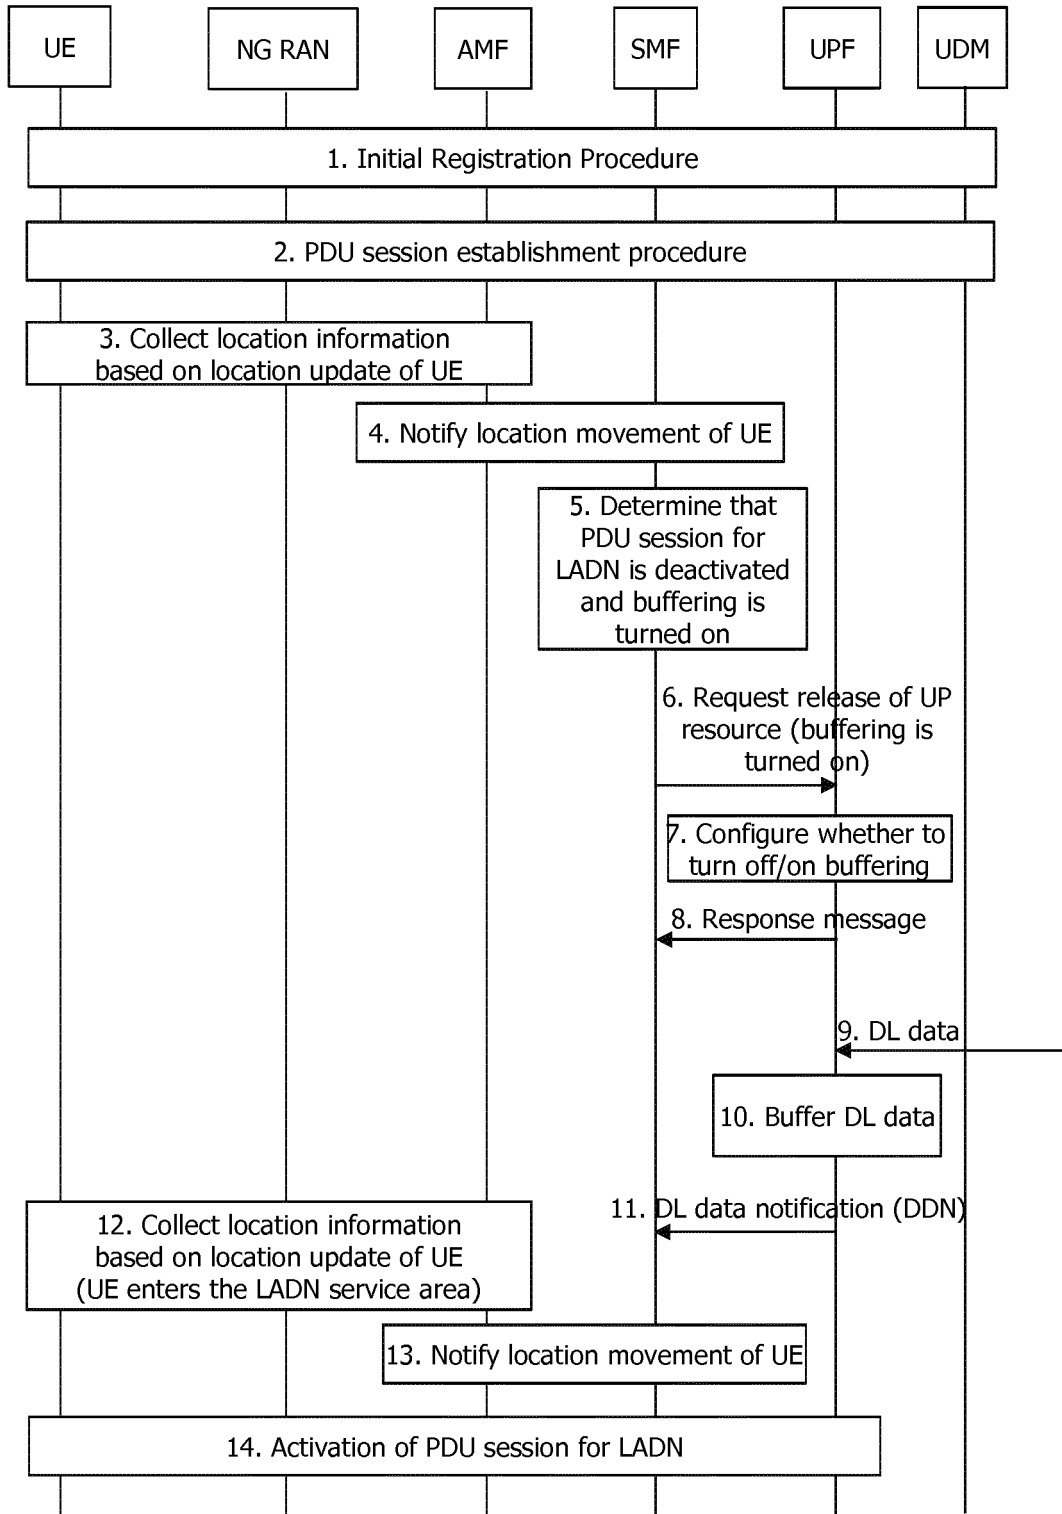 UE
NG RAN
AMF
SMF
UPF
UDM
1. Initial Registration Procedure
2. PDU session establishment procedure
3. Collect location information
based on location update of UE
4. Notify location movement of UE
5. Determine that
PDU session for
LADN is deactivated
and buffering is
turned on
6. Request release of UP
resource (buffering is
turned on)
7. Configure whether to
turn off/on buffering
8. Response message
9. DL data
10. Buffer DL data
11. DL data notification (DDN)
12. Collect location information
based on location update of UE
(UE enters the LADN service area)
13. Notify location movement of UE
14. Activation of PDU session for LADN